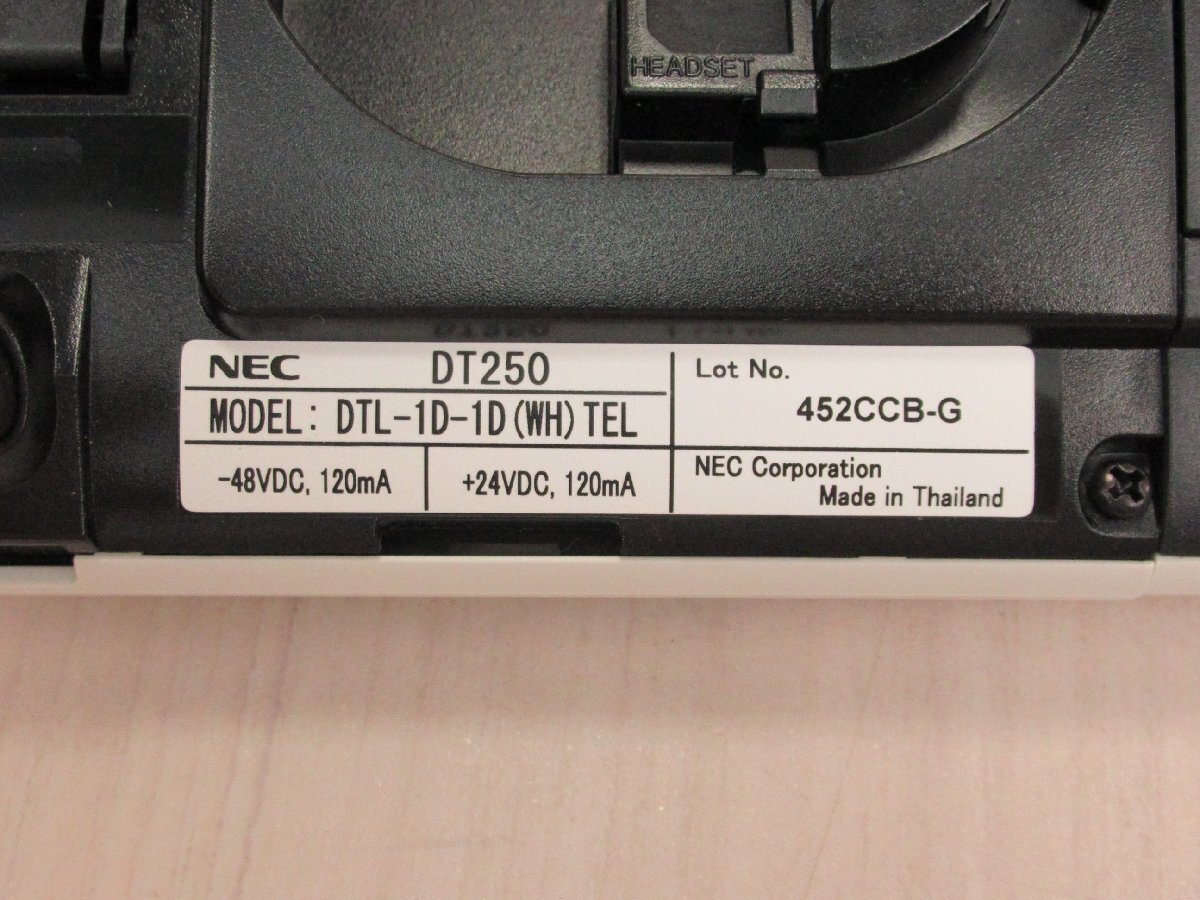 HEADSET
NEC DT250
MODEL: DTL-1D-1D(WH)TEL
-48VDC, 120mA +24VDC, 120mA
Lot No.
452CCB-G
NEC Corporation
Made in Thailand